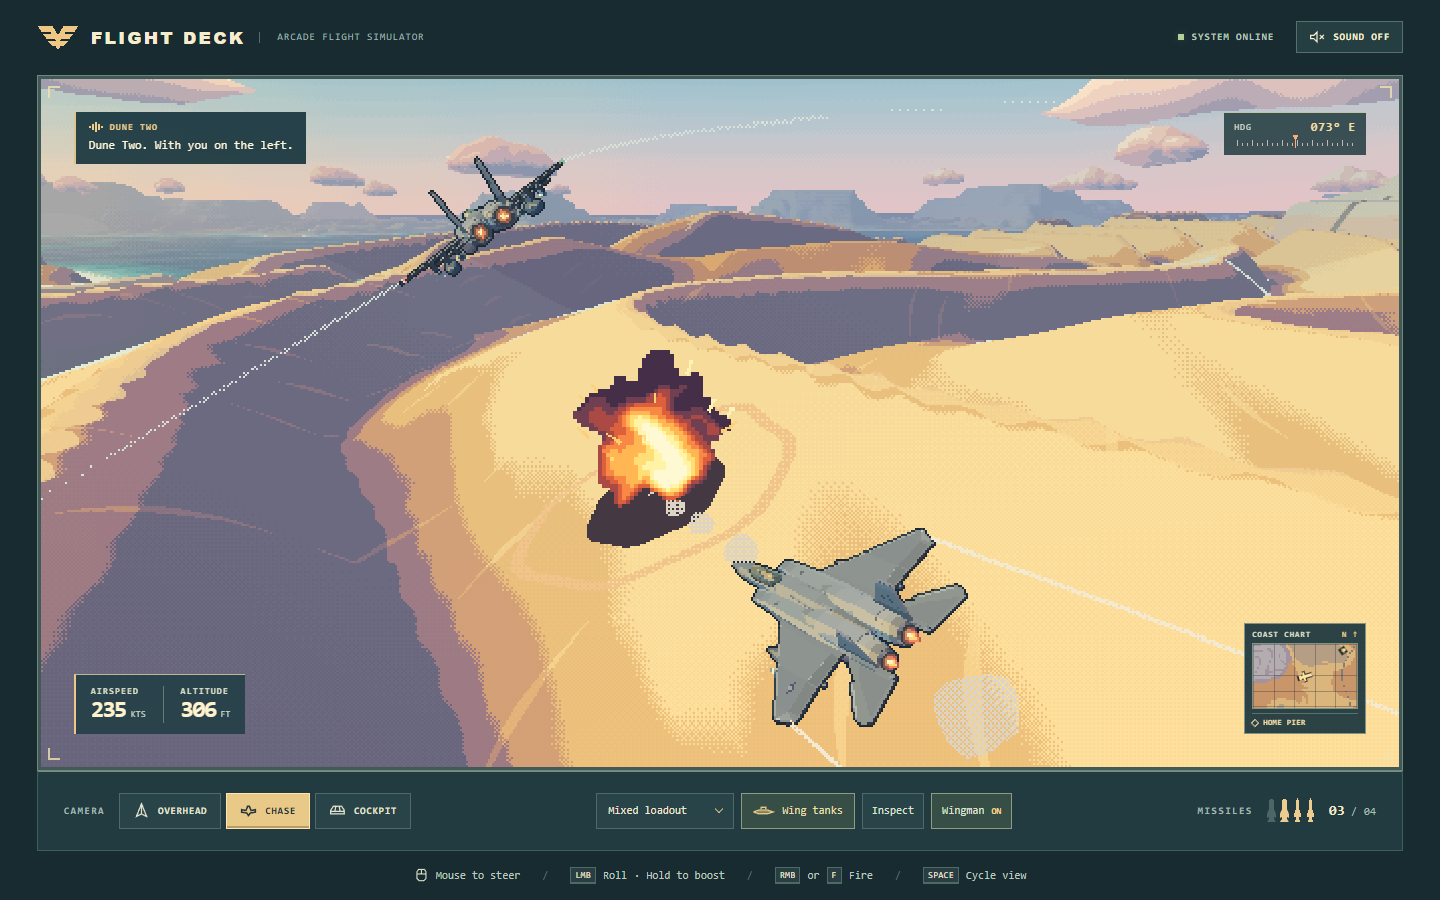 FLIGHT DECK
ARCADE FLIGHT SIMULATOR
SYSTEM ONLINE
SOUND OFF
DUNE TWO
Dune Two. With you on the left.
HDG 073° E
AIRSPEED
235 KTS
ALTITUDE
306 FT
COAST CHART N ↑
HOME PIER
CAMERA
OVERHEAD
CHASE
COCKPIT
Mixed loadout
Wing tanks
Inspect
Wingman ON
MISSILES
03 / 04
Mouse to steer
/
LMB Roll · Hold to boost
/
RMB or F Fire
/
SPACE Cycle view